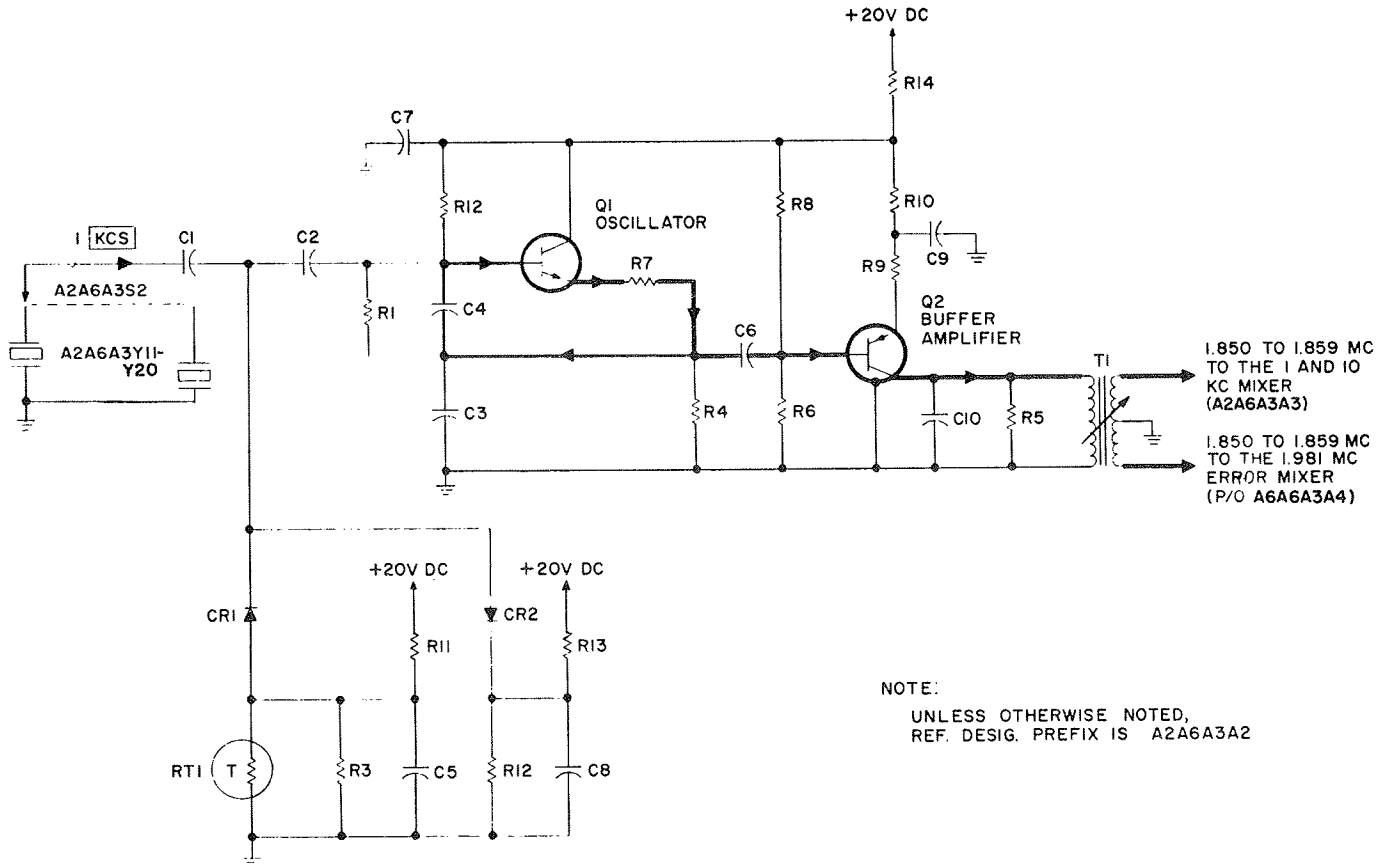 +20V DC
R14
C7
R12
Q1
OSCILLATOR
R8
R10
1 KCS
C1
C2
R7
R9
C9
A2A6A3S2
R1
C4
Q2
BUFFER
AMPLIFIER
C6
T1
A2A6A3Y11-
Y20
1.850 TO 1.859 MC
TO THE 1 AND 10
KC MIXER
(A2A6A3A3)
C3
R4
R6
C10
R5
1.850 TO 1.859 MC
TO THE 1.981 MC
ERROR MIXER
(P/O A6A6A3A4)
+20V DC
+20V DC
CR1
CR2
R11
R13
NOTE:
UNLESS OTHERWISE NOTED,
REF. DESIG. PREFIX IS A2A6A3A2
RT1
T
R3
C5
R12
C8